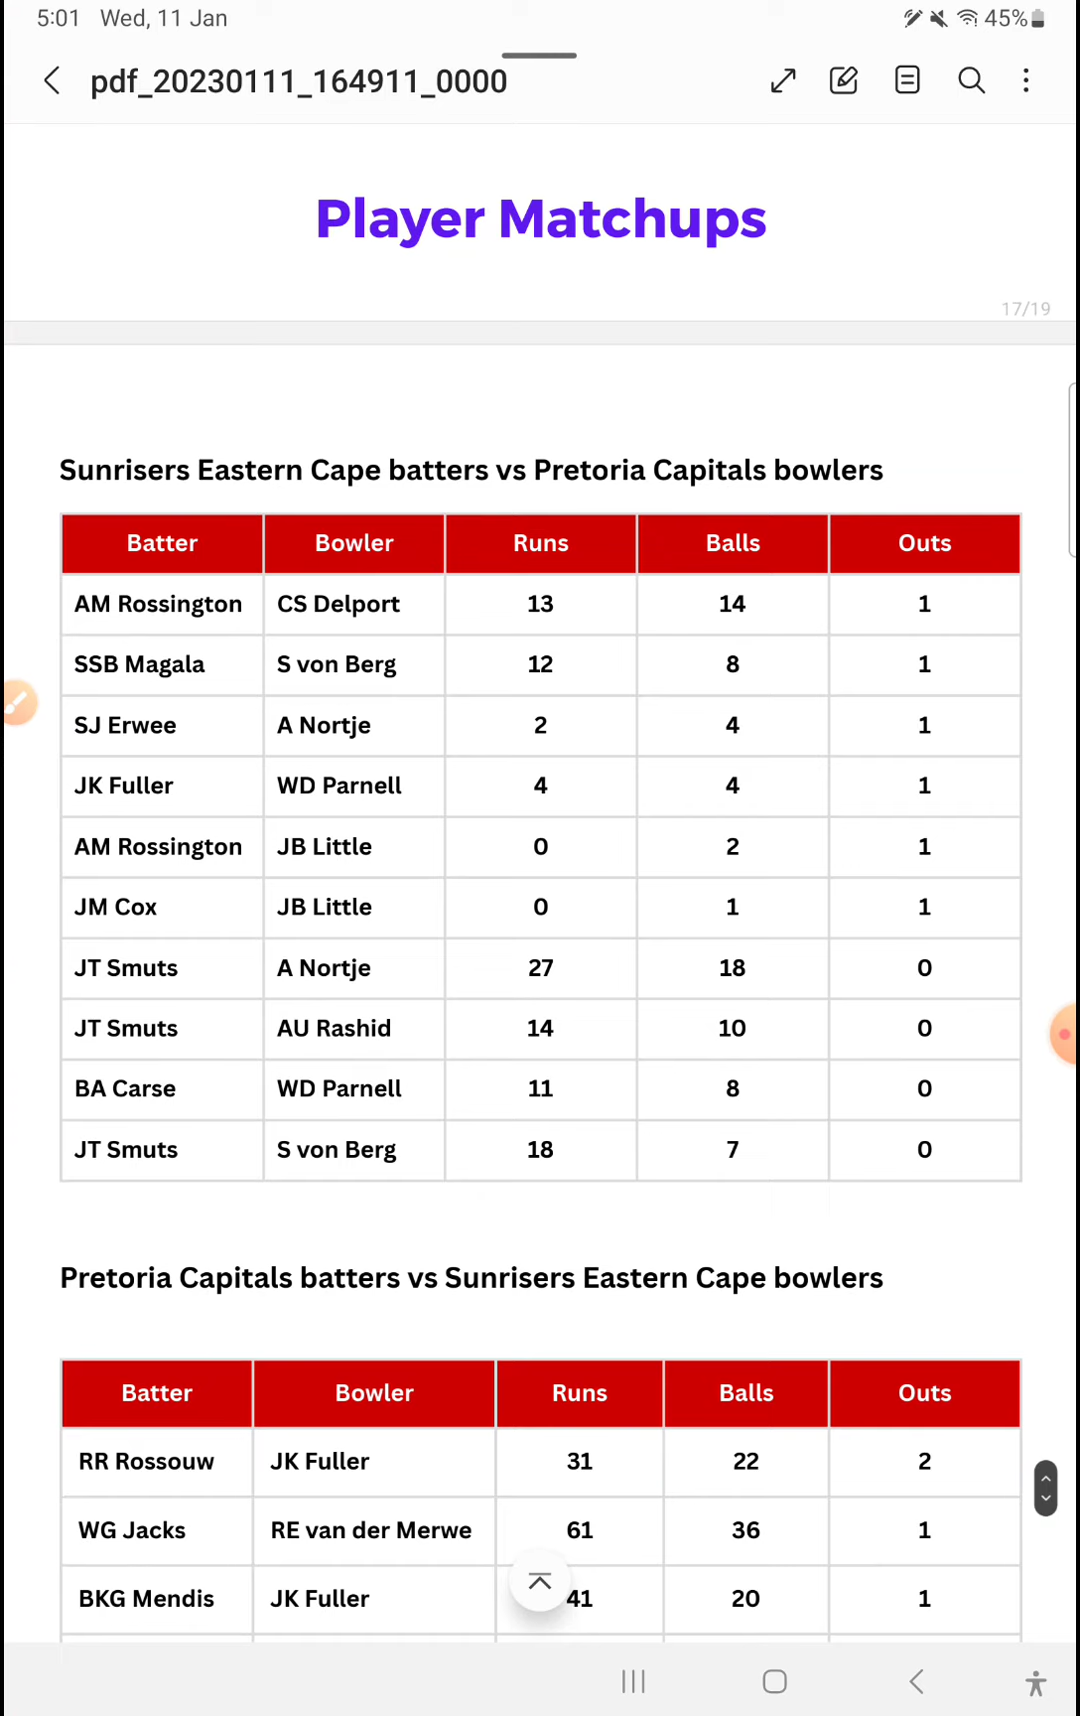 5:01 Wed, 11 Jan 45%
pdf_20230111_164911_0000
Player Matchups
17/19
Sunrisers Eastern Cape batters vs Pretoria Capitals bowlers
Batter Bowler Runs Balls Outs
AM Rossington CS Delport 13 14 1
SSB Magala S von Berg 12 8 1
SJ Erwee A Nortje 2 4 1
JK Fuller WD Parnell 4 4 1
AM Rossington JB Little 0 2 1
JM Cox JB Little 0 1 1
JT Smuts A Nortje 27 18 0
JT Smuts AU Rashid 14 10 0
BA Carse WD Parnell 11 8 0
JT Smuts S von Berg 18 7 0
Pretoria Capitals batters vs Sunrisers Eastern Cape bowlers
Batter Bowler Runs Balls Outs
RR Rossouw JK Fuller 31 22 2
WG Jacks RE van der Merwe 61 36 1
BKG Mendis JK Fuller 41 20 1